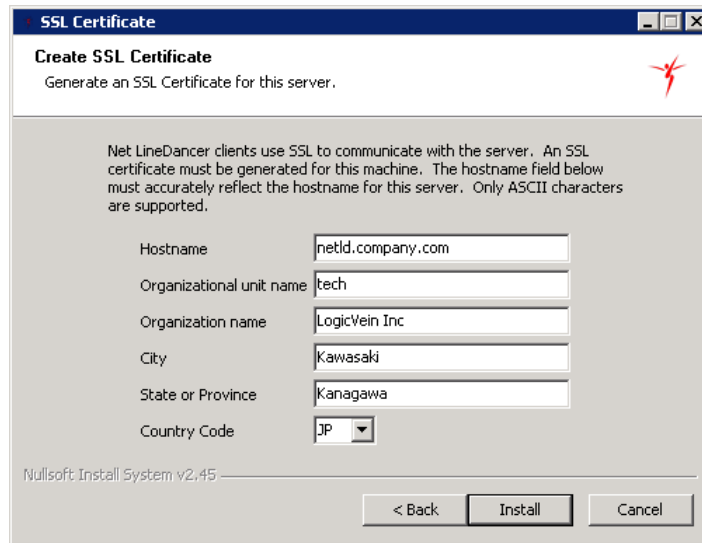 SSL Certificate
Create SSL Certificate
Generate an SSL Certificate for this server.
Net LineDancer clients use SSL to communicate with the server. An SSL
certificate must be generated for this machine. The hostname field below
must accurately reflect the hostname for this server. Only ASCII characters
are supported.
Hostname netld.company.com
Organizational unit name tech
Organization name LogicVein Inc
City Kawasaki
State or Province Kanagawa
Country Code JP
Nullsoft Install System v2.45
< Back Install Cancel